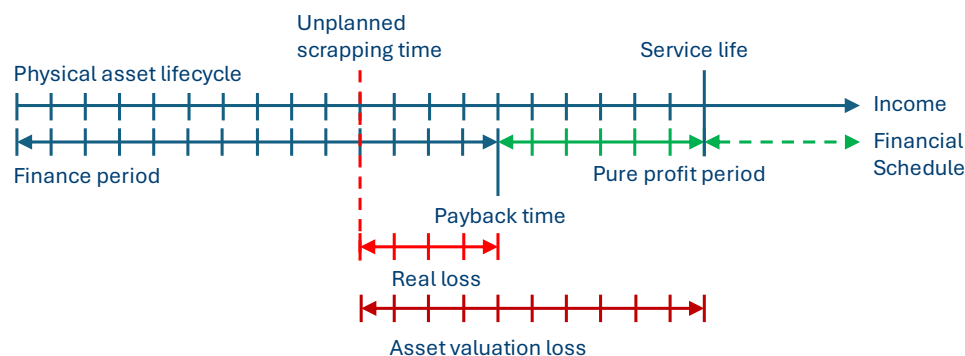 Unplanned
scrapping time
Service life
Physical asset lifecycle
Income
Financial
Schedule
Finance period
Pure profit period
Payback time
Real loss
Asset valuation loss